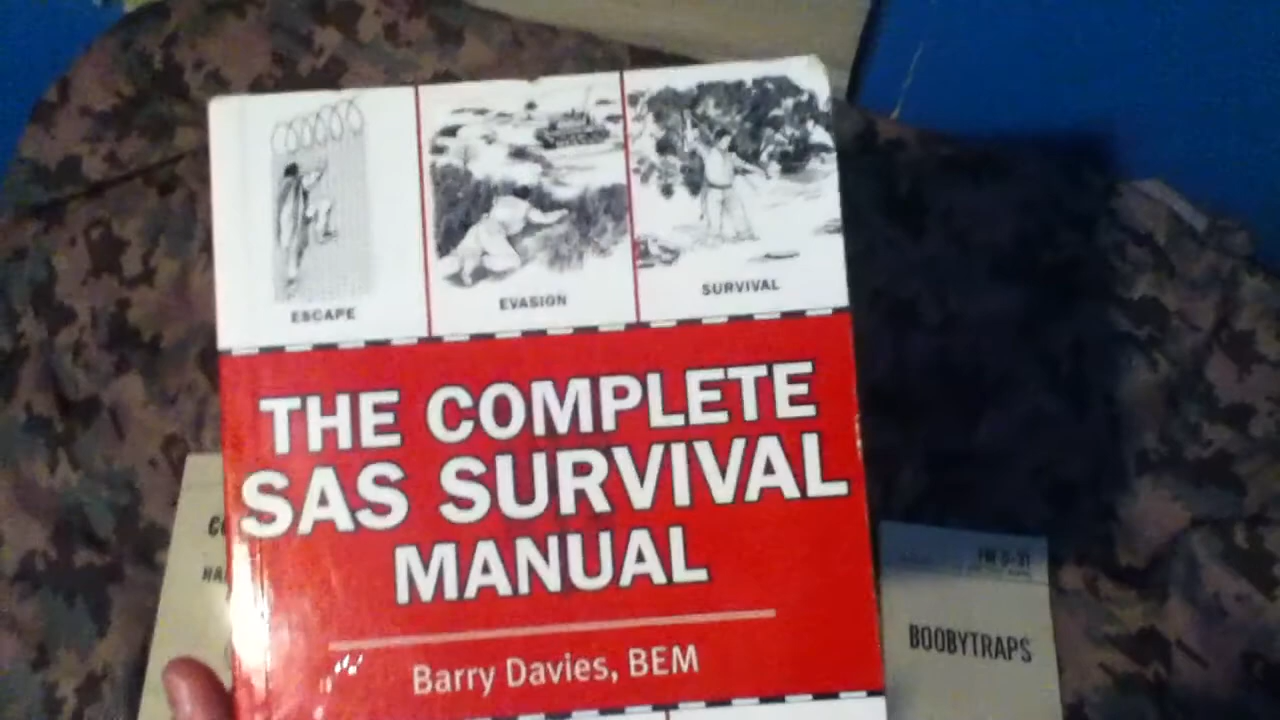 ESCAPE
EVASION
SURVIVAL
THE COMPLETE
SAS SURVIVAL
MANUAL
Barry Davies, BEM
BOOBYTRAPS